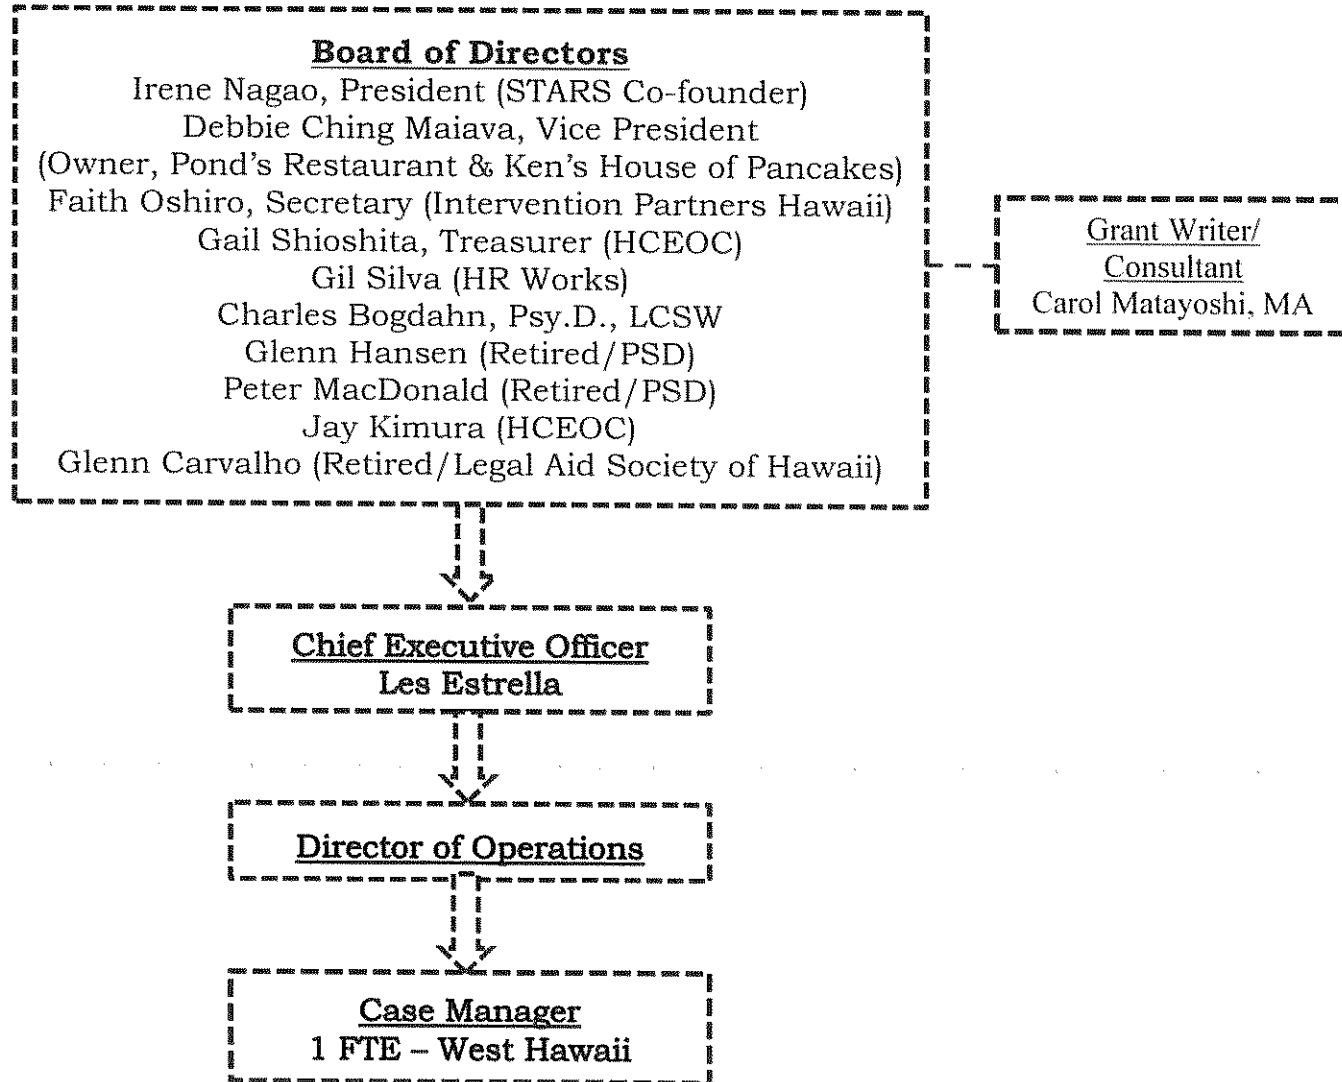 Board of Directors
Irene Nagao, President (STARS Co-founder)
Debbie Ching Maiava, Vice President
(Owner, Pond's Restaurant & Ken's House of Pancakes)
Faith Oshiro, Secretary (Intervention Partners Hawaii)
Gail Shioshita, Treasurer (HCEOC)
Gil Silva (HR Works)
Charles Bogdahn, Psy.D., LCSW
Glenn Hansen (Retired/PSD)
Peter MacDonald (Retired/PSD)
Jay Kimura (HCEOC)
Glenn Carvalho (Retired/Legal Aid Society of Hawaii)
Grant Writer/
Consultant
Carol Matayoshi, MA
Chief Executive Officer
Les Estrella
Director of Operations
Case Manager
1 FTE – West Hawaii